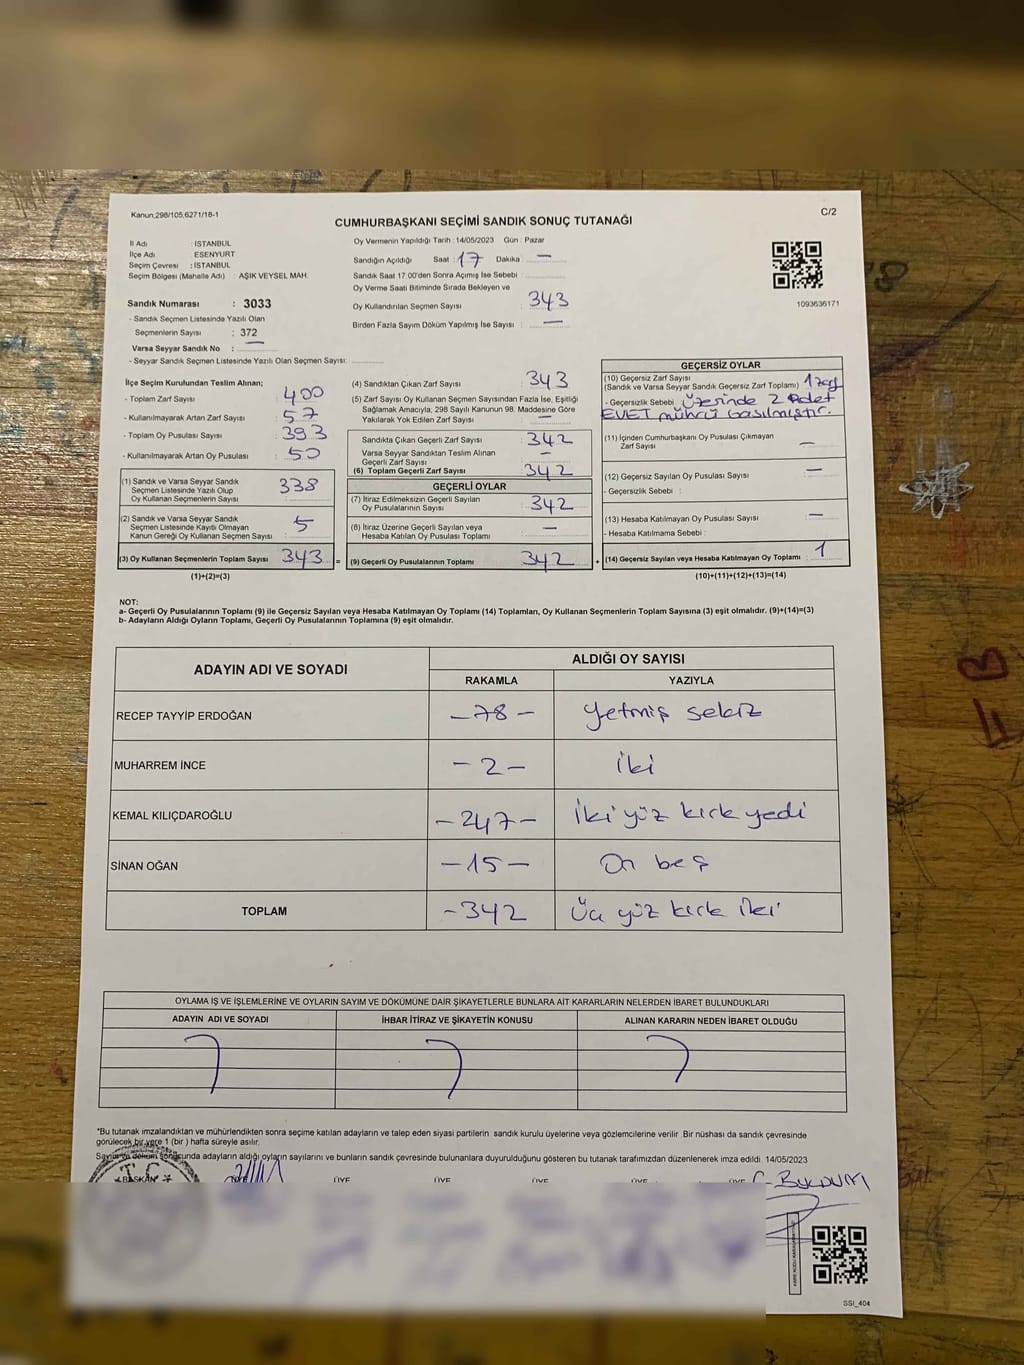 Kanun,298/105,6271/18-1
C/2
CUMHURBAŞKANI SEÇİMİ SANDIK SONUÇ TUTANAĞI
İl Adı : İSTANBUL
İlçe Adı ESENYURT
Seçim Çevresi : İSTANBUL
Seçim Bölgesi (Mahalle Adı) : AŞIK VEYSEL MAH.
Oy Vermenin Yapıldığı Tarih : 14/05/2023 Gün : Pazar
Sandığın Açıldığı Saat : 17 Dakika : —
Sandık Saat 17.00'den Sonra Açımış İse Sebebi :
Oy Verme Saati Bitiminde Sırada Bekleyen ve
Oy Kullandırılan Seçmen Sayısı : 343
Birden Fazla Sayım Döküm Yapılmış İse Sayısı : —
1093636171
Sandık Numarası : 3033
- Sandık Seçmen Listesinde Yazılı Olan
Seçmenlerin Sayısı : 372
Varsa Seyyar Sandık No : —
- Seyyar Sandık Seçmen Listesinde Yazılı Olan Seçmen Sayısı:
İlçe Seçim Kurulundan Teslim Alınan;
- Toplam Zarf Sayısı : 400
- Kullanılmayarak Artan Zarf Sayısı : 57
- Toplam Oy Pusulası Sayısı : 393
- Kullanılmayarak Artan Oy Pusulası : 50
(1) Sandık ve Varsa Seyyar Sandık
Seçmen Listesinde Yazılı Olup
Oy Kullanan Seçmenlerin Sayısı 338
(2) Sandık ve Varsa Seyyar Sandık
Seçmen Listesinde Kayıtlı Olmayan
Kanun Gereği Oy Kullanan Seçmen Sayısı 5
(3) Oy Kullanan Seçmenlerin Toplam Sayısı 343 =
(1)+(2)=(3)
(4) Sandıktan Çıkan Zarf Sayısı 343
(5) Zarf Sayısı Oy Kullanan Seçmen Sayısından Fazla İse, Eşitliği
Sağlamak Amacıyla, 298 Sayılı Kanunun 98. Maddesine Göre
Yakılarak Yok Edilen Zarf Sayısı —
Sandıkta Çıkan Geçerli Zarf Sayısı 342
Varsa Seyyar Sandıktan Teslim Alınan
Geçerli Zarf Sayısı —
(6) Toplam Geçerli Zarf Sayısı 342
GEÇERLİ OYLAR
(7) İtiraz Edilmeksizin Geçerli Sayılan
Oy Pusulalarının Sayısı 342
(8) İtiraz Üzerine Geçerli Sayılan veya
Hesaba Katılan Oy Pusulası Toplamı —
(9) Geçerli Oy Pusulalarının Toplamı 342 +
GEÇERSİZ OYLAR
(10) Geçersiz Zarf Sayısı
(Sandık ve Varsa Seyyar Sandık Geçersiz Zarf Toplamı) 1 zarf
- Geçersizlik Sebebi : üzerinde 2 adet
EVET mührü basılmıştır.
(11) İçinden Cumhurbaşkanı Oy Pusulası Çıkmayan
Zarf Sayısı —
(12) Geçersiz Sayılan Oy Pusulası Sayısı —
- Geçersizlik Sebebi :
(13) Hesaba Katılmayan Oy Pusulası Sayısı —
- Hesaba Katılmama Sebebi :
(14) Geçersiz Sayılan veya Hesaba Katılmayan Oy Toplamı 1
(10)+(11)+(12)+(13)=(14)
NOT:
a- Geçerli Oy Pusulalarının Toplamı (9) ile Geçersiz Sayılan veya Hesaba Katılmayan Oy Toplamı (14) Toplamları, Oy Kullanan Seçmenlerin Toplam Sayısına (3) eşit olmalıdır. (9)+(14)=(3)
b- Adayların Aldığı Oyların Toplamı, Geçerli Oy Pusulalarının Toplamına (9) eşit olmalıdır.
ADAYIN ADI VE SOYADI
ALDIĞI OY SAYISI
RAKAMLA YAZIYLA
RECEP TAYYİP ERDOĞAN –78– yetmiş sekiz
MUHARREM İNCE –2– iki
KEMAL KILIÇDAROĞLU –247– iki yüz kırk yedi
SİNAN OĞAN –15– On beş
TOPLAM –342 Üç yüz kırk iki
OYLAMA İŞ VE İŞLEMLERİNE VE OYLARIN SAYIM VE DÖKÜMÜNE DAİR ŞİKAYETLERLE BUNLARA AİT KARARLARIN NELERDEN İBARET BULUNDUKLARI
ADAYIN ADI VE SOYADI İHBAR İTİRAZ VE ŞİKAYETİN KONUSU ALINAN KARARIN NEDEN İBARET OLDUĞU
*Bu tutanak imzalandıktan ve mühürlendikten sonra seçime katılan adayların ve talep eden siyasi partilerin sandık kurulu üyelerine veya gözlemcilerine verilir. Bir nüshası da sandık çevresinde
görülecek bir yere 1 (bir ) hafta süreyle asılır.
Sayım ve döküm sonucunda adayların aldığı oyların sayılarını ve bunların sandık çevresinde bulunanlara duyurulduğunu gösteren bu tutanak tarafımızdan düzenlenerek imza edildi. 14/05/2023
T.C.
BAŞKAN ÜYE ÜYE ÜYE ÜYE ÜYE ÜYE
SSI_404
F B